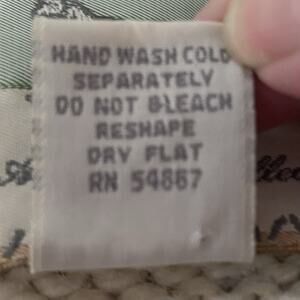 HAND WASH COLD
SEPARATELY
DO NOT BLEACH
RESHAPE
DRY FLAT
RN 54867